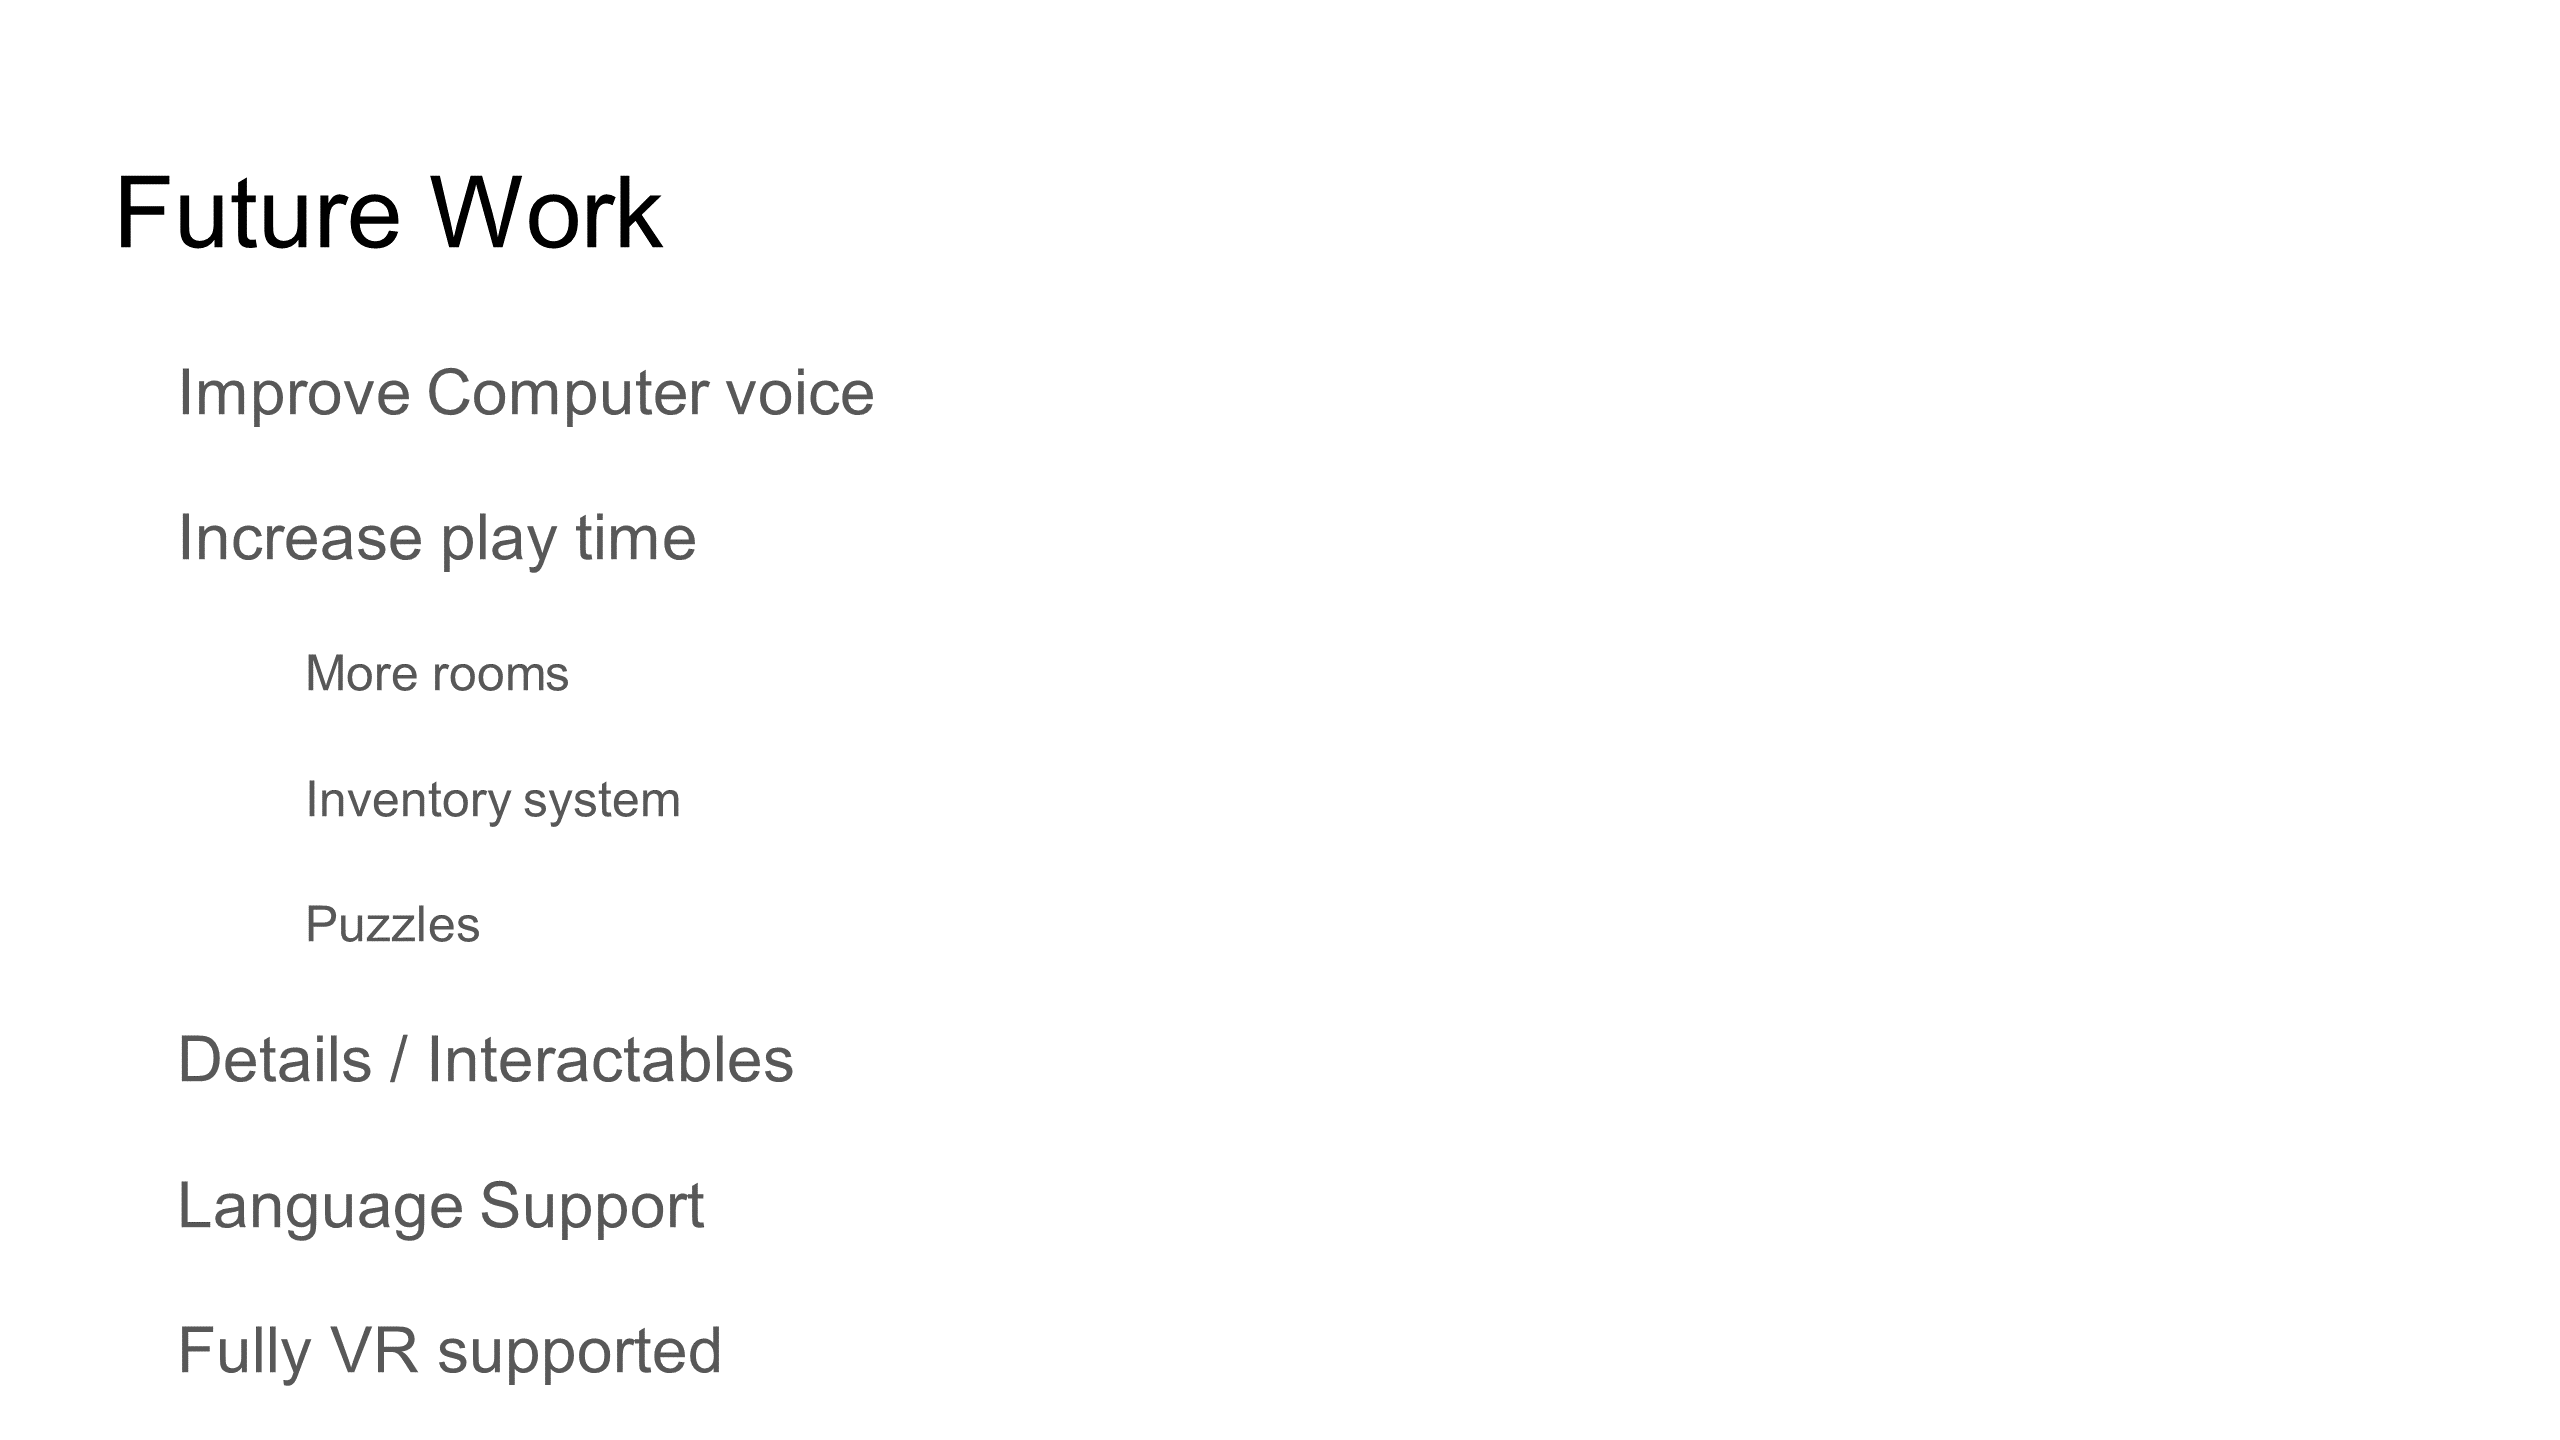 Future Work
Improve Computer voice
Increase play time
More rooms
Inventory system
Puzzles
Details / Interactables
Language Support
Fully VR supported